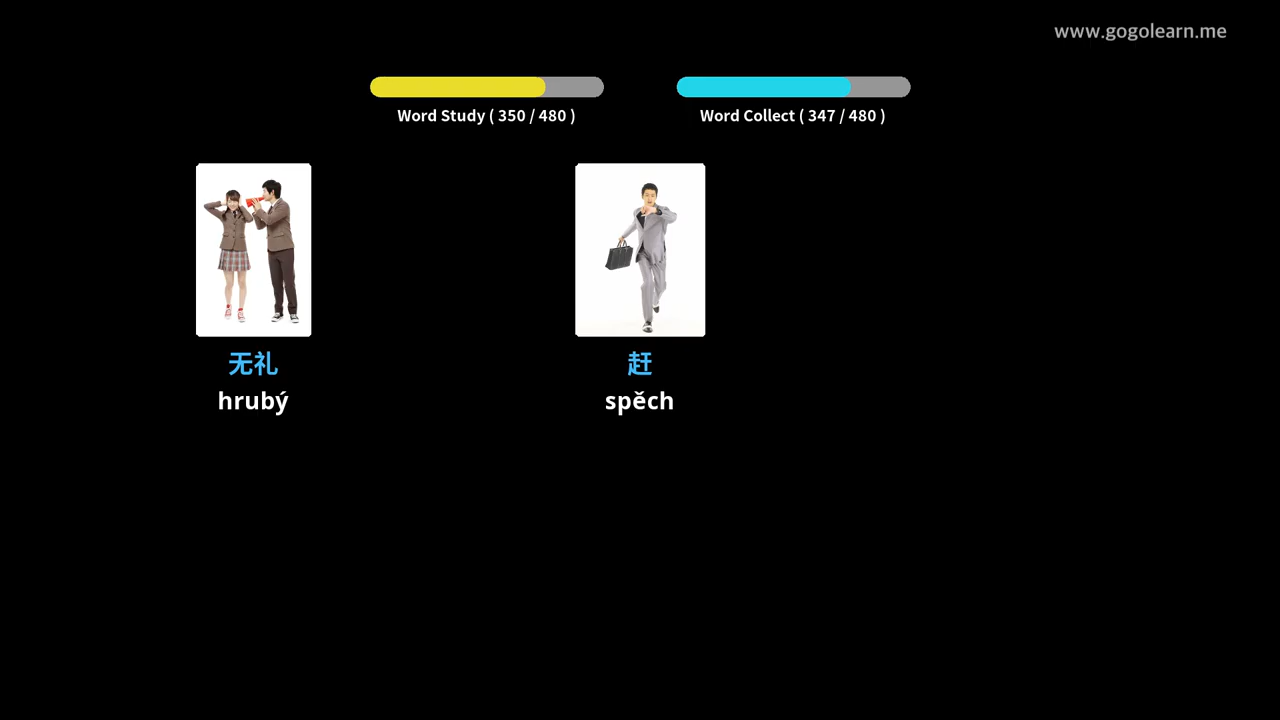 www.gogolearn.me
Word Study ( 350 / 480 )
Word Collect ( 347 / 480 )
无礼
hrubý
赶
spěch